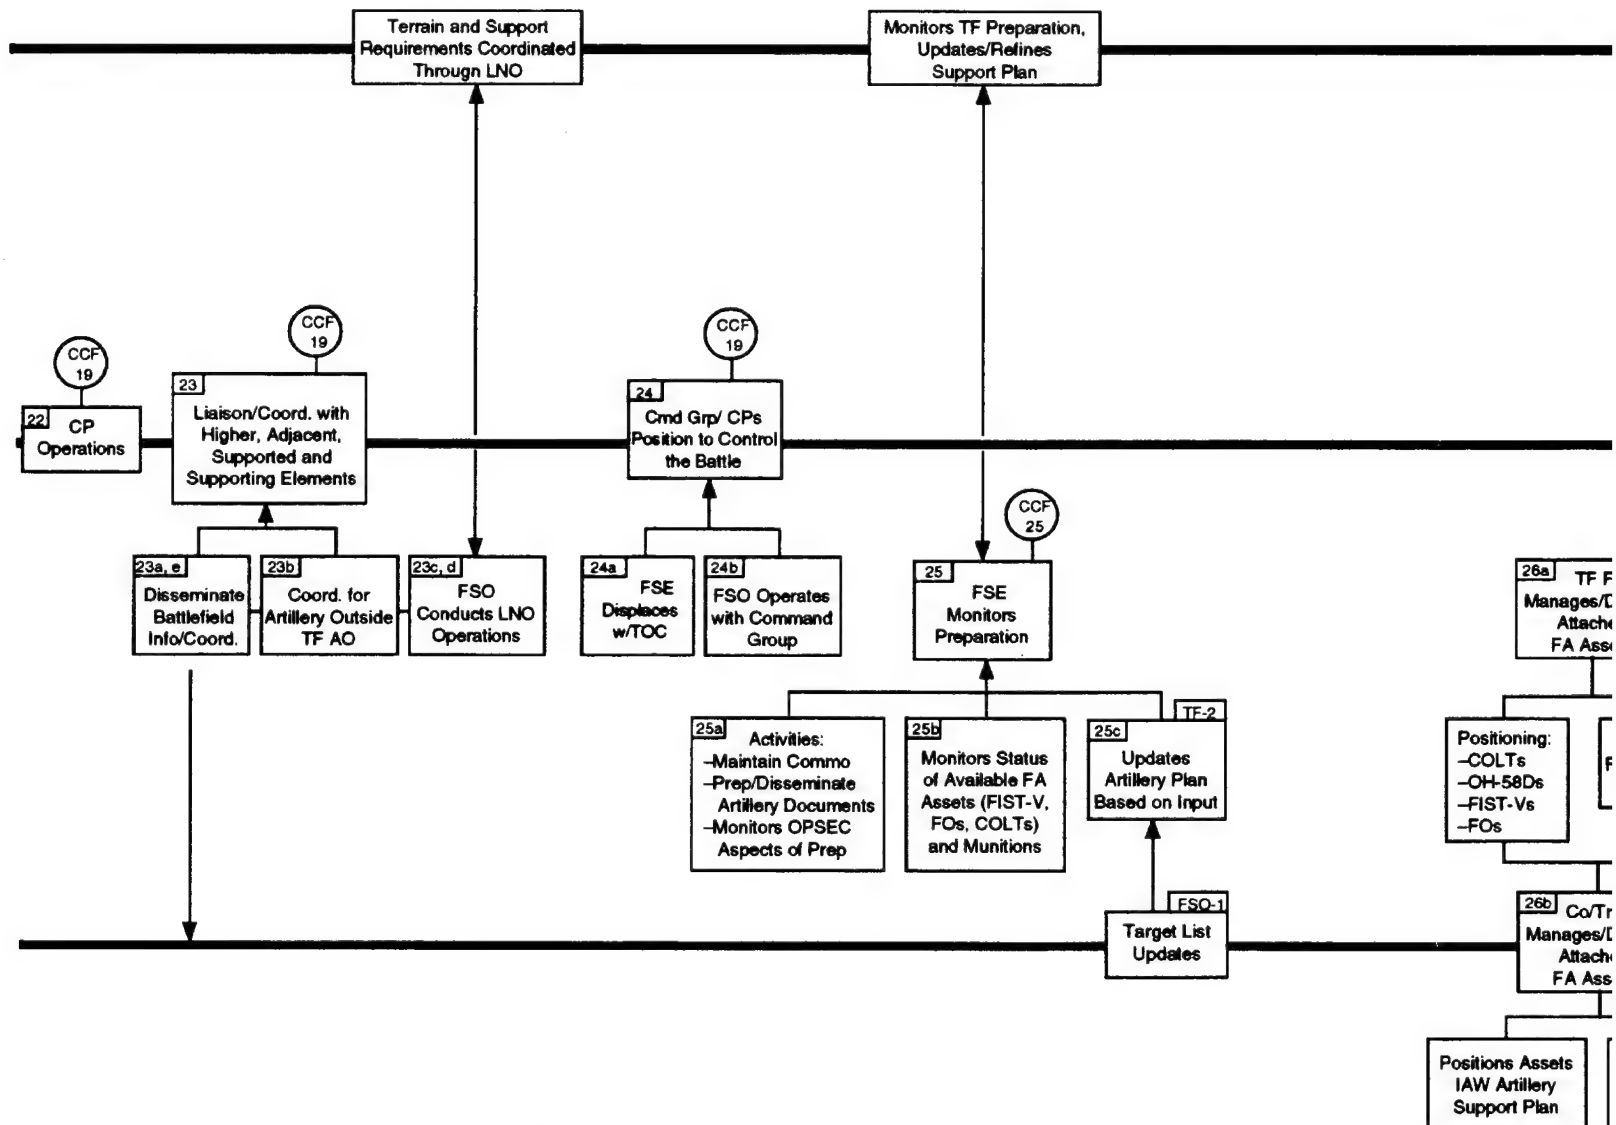 Terrain and Support
Requirements Coordinated
Through LNO
Monitors TF Preparation,
Updates/Refines
Support Plan
CCF
19
CCF
19
CCF
19
22
CP
Operations
23
Liaison/Coord. with
Higher, Adjacent,
Supported and
Supporting Elements
24
Cmd Grp/ CPs
Position to Control
the Battle
CCF
25
23a, e
Disseminate
Battlefield
Info/Coord.
23b
Coord. for
Artillery Outside
TF AO
23c, d
FSO
Conducts LNO
Operations
24a
FSE
Displaces
w/TOC
24b
FSO Operates
with Command
Group
25
FSE
Monitors
Preparation
26a
TF
Manages/
FA
25a
Activities:
–Maintain Commo
–Prep/Disseminate
Artillery Documents
–Monitors OPSEC
Aspects of Prep
25b
Monitors Status
of Available FA
Assets (FIST-V,
FOs, COLTs)
and Munitions
TF-2
25c
Updates
Artillery Plan
Based on Input
Positioning:
–COLTs
–OH-58Ds
–FIST-Vs
–FOs
FSO-1
Target List
Updates
26b
Manages/
FA
Positions Assets
IAW Artillery
Support Plan